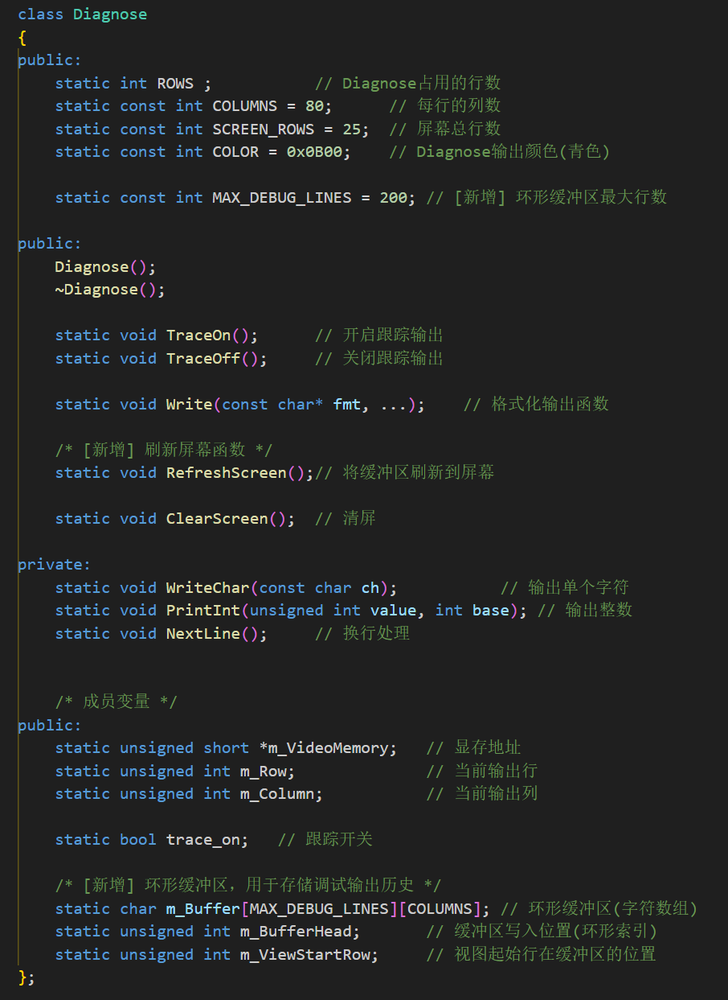 class Diagnose
{
public:
    static int ROWS ;           // Diagnose占用的行数
    static const int COLUMNS = 80;      // 每行的列数
    static const int SCREEN_ROWS = 25;  // 屏幕总行数
    static const int COLOR = 0x0B00;    // Diagnose输出颜色(青色)

    static const int MAX_DEBUG_LINES = 200; // [新增] 环形缓冲区最大行数

public:
    Diagnose();
    ~Diagnose();

    static void TraceOn();      // 开启跟踪输出
    static void TraceOff();     // 关闭跟踪输出

    static void Write(const char* fmt, ...);    // 格式化输出函数

    /* [新增] 刷新屏幕函数 */
    static void RefreshScreen();// 将缓冲区刷新到屏幕

    static void ClearScreen();  // 清屏

private:
    static void WriteChar(const char ch);           // 输出单个字符
    static void PrintInt(unsigned int value, int base); // 输出整数
    static void NextLine();     // 换行处理


    /* 成员变量 */
public:
    static unsigned short *m_VideoMemory;   // 显存地址
    static unsigned int m_Row;              // 当前输出行
    static unsigned int m_Column;           // 当前输出列

    static bool trace_on;   // 跟踪开关

    /* [新增] 环形缓冲区，用于存储调试输出历史 */
    static char m_Buffer[MAX_DEBUG_LINES][COLUMNS]; // 环形缓冲区(字符数组)
    static unsigned int m_BufferHead;       // 缓冲区写入位置(环形索引)
    static unsigned int m_ViewStartRow;     // 视图起始行在缓冲区的位置
};